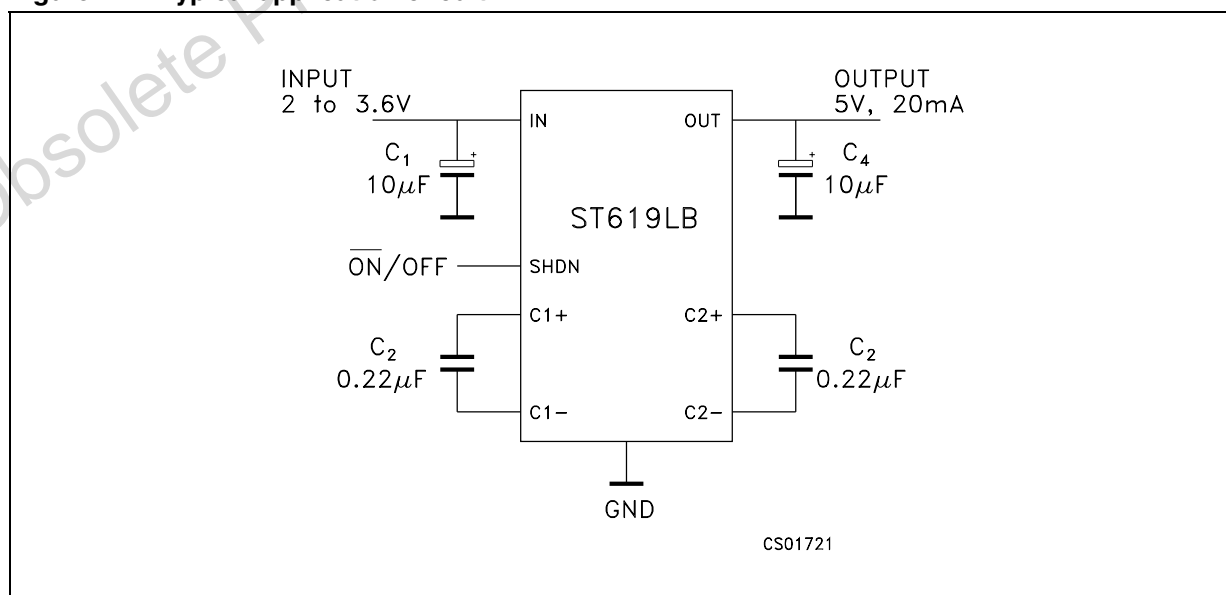 INPUT
2 to 3.6V
OUTPUT
5V, 20mA
IN
OUT
C₁
10µF
C₄
10µF
ST619LB
O̅N̅/OFF
SHDN
C1+
C2+
C₂
0.22µF
C₂
0.22µF
C1-
C2-
GND
CS01721
obsolete